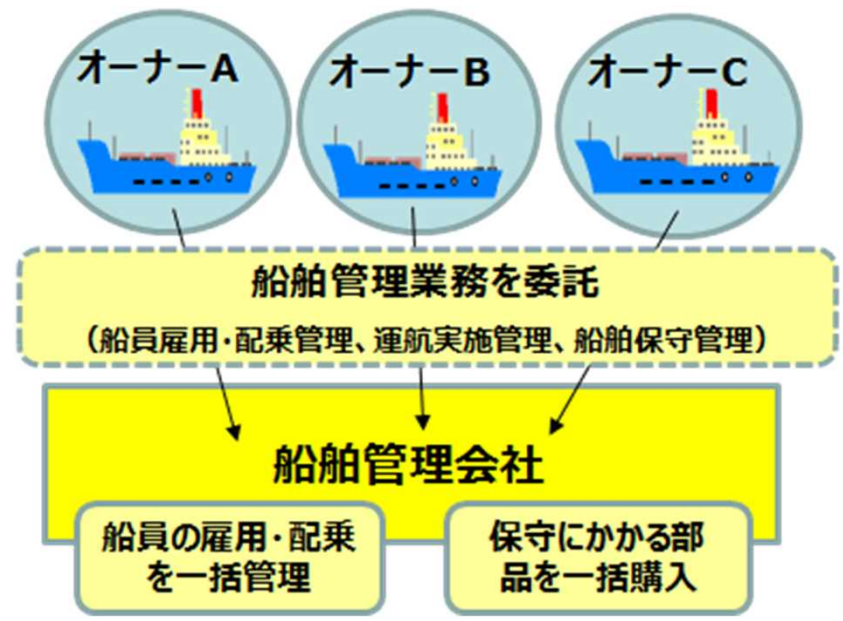 オーナーA
オーナーB
オーナーC
船舶管理業務を委託
（船員雇用・配乗管理、運航実施管理、船舶保守管理）
船舶管理会社
船員の雇用・配乗
を一括管理
保守にかかる部
品を一括購入